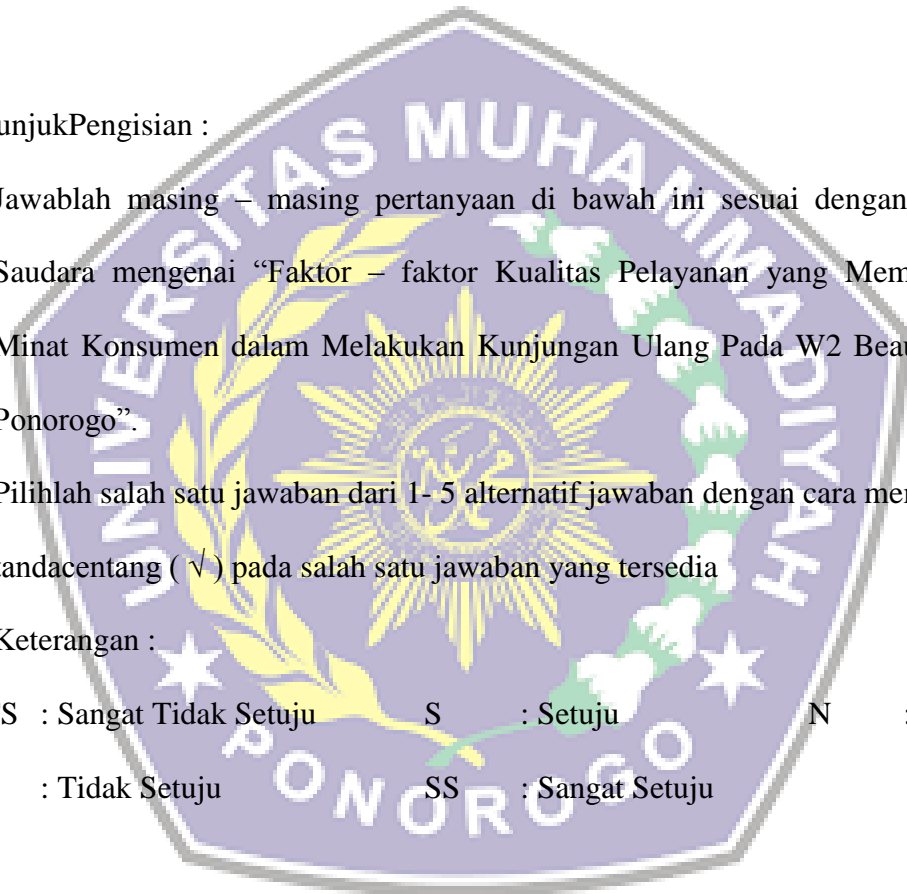 UNIVERSITAS MUHAMMADIYAH
PONOROGO
unjukPengisian :
Jawablah masing – masing pertanyaan di bawah ini sesuai dengan
Saudara mengenai “Faktor – faktor Kualitas Pelayanan yang Mem
Minat Konsumen dalam Melakukan Kunjungan Ulang Pada W2 Beau
Ponorogo”.
Pilihlah salah satu jawaban dari 1- 5 alternatif jawaban dengan cara mer
tandacentang ( √ ) pada salah satu jawaban yang tersedia
Keterangan :
S : Sangat Tidak Setuju S : Setuju N :
: Tidak Setuju SS : Sangat Setuju